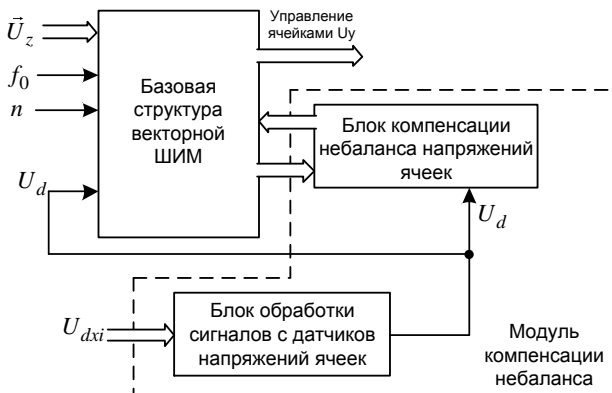 U⃗z
f0
n
Ud
Базовая
структура
векторной
ШИМ
Управление
ячейками Uy
Блок компенсации
небаланса напряжений
ячеек
Ud
Udxi
Блок обработки
сигналов с датчиков
напряжений ячеек
Модуль
компенсации
небаланса